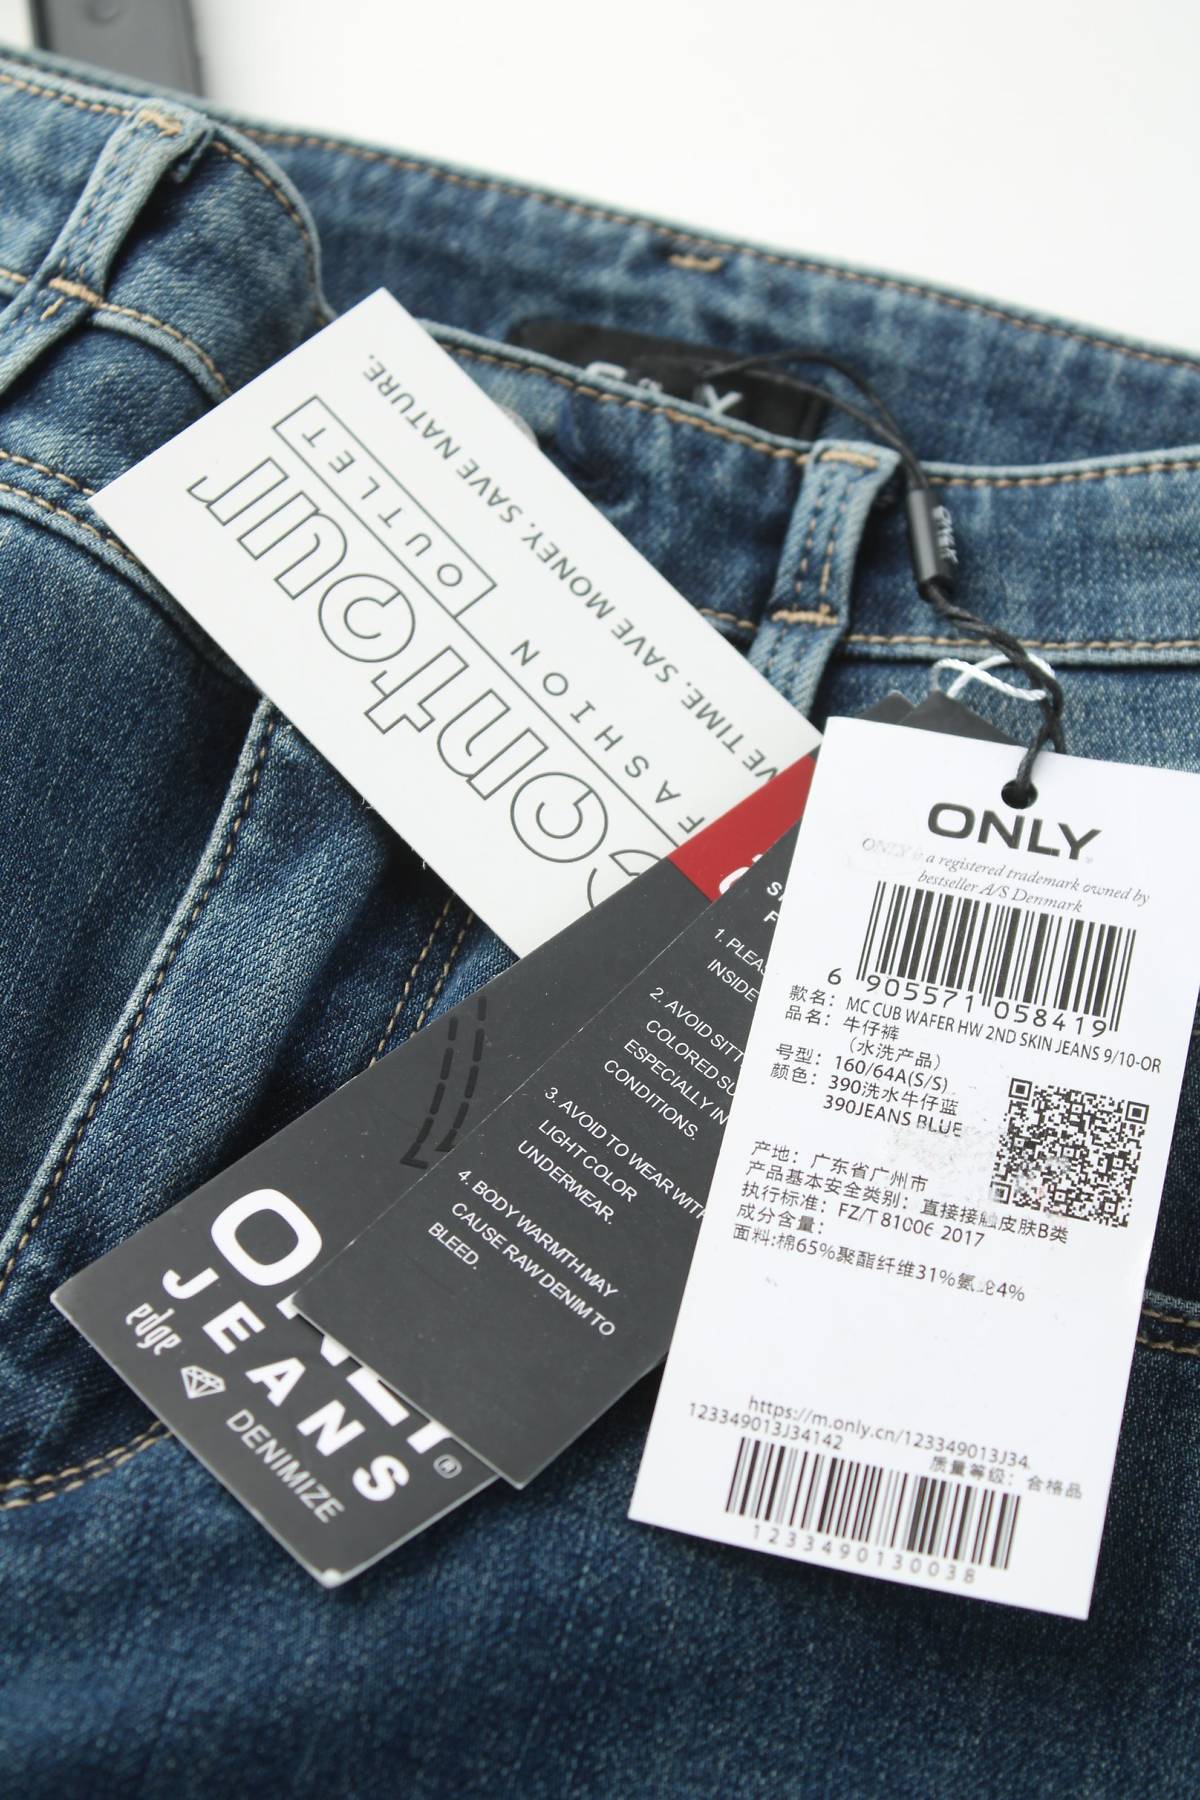 SAVE NATURE.
SAVE MONEY.
SAVE TIME.
OUTLET
FASHION
contour
ONLY
ONLY is a registered trademark owned by
bestseller A/S Denmark
6 905571 058419
款名: MC CUB WAFER HW 2ND SKIN JEANS 9/10-OR
品名: 牛仔裤
(水洗产品)
号型: 160/64A(S/S)
颜色: 390洗水牛仔蓝
390JEANS BLUE
产地: 广东省广州市
产品基本安全类别: 直接接触皮肤B类
执行标准: FZ/T 81006 2017
成分含量:
面料:棉65%聚酯纤维31%氨纶4%
https://m.only.cn/123349013J34
123349013J34142
质量等级: 合格品
1233490130038
1.
INSIDE
2. AVOID
COLORED
ESPECIALLY IN
CONDITIONS.
3. AVOID TO WEAR WITH
LIGHT COLOR
UNDERWEAR.
4. BODY WARMTH MAY
CAUSE RAW DENIM TO
BLEED.
ONLY
JEANS®
edge
DENIMIZE